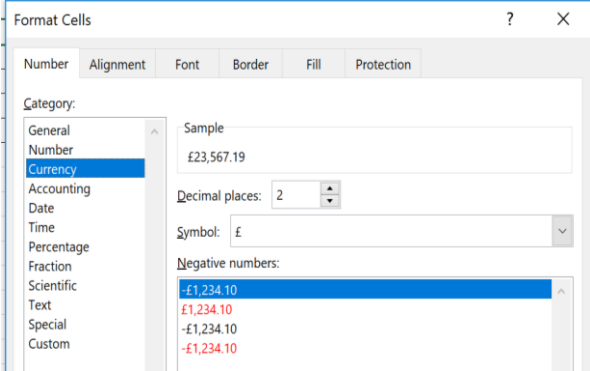 Format Cells ? ×
Number Alignment Font Border Fill Protection
Category:
General
Number
Currency
Accounting
Date
Time
Percentage
Fraction
Scientific
Text
Special
Custom
Sample
£23,567.19
Decimal places: 2
Symbol: £
Negative numbers:
-£1,234.10
£1,234.10
-£1,234.10
-£1,234.10